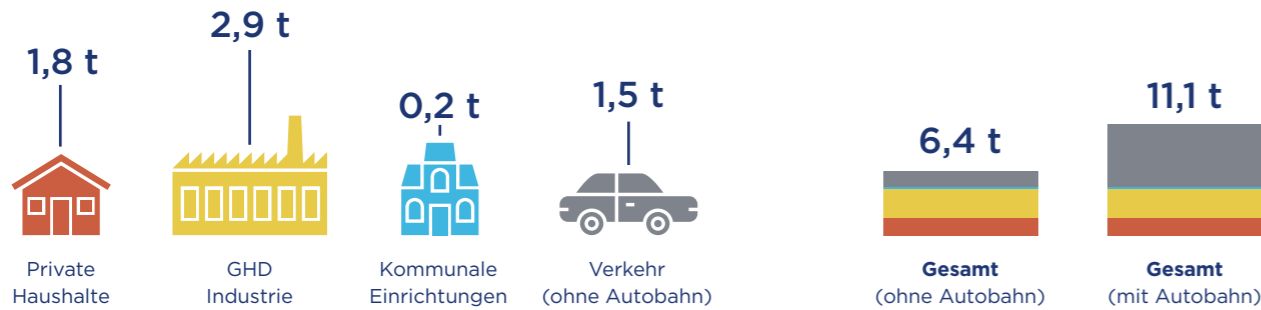 1,8 t
Private
Haushalte
2,9 t
GHD
Industrie
0,2 t
Kommunale
Einrichtungen
1,5 t
Verkehr
(ohne Autobahn)
6,4 t
Gesamt
(ohne Autobahn)
11,1 t
Gesamt
(mit Autobahn)